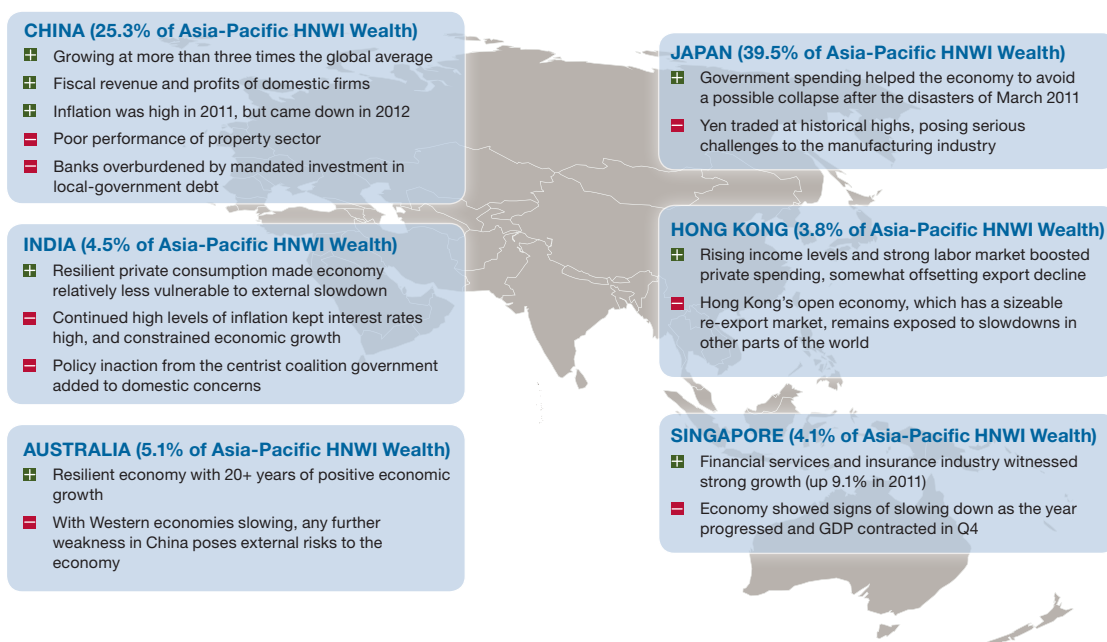 CHINA (25.3% of Asia-Pacific HNWI Wealth)
Growing at more than three times the global average
Fiscal revenue and profits of domestic firms
Inflation was high in 2011, but came down in 2012
Poor performance of property sector
Banks overburdened by mandated investment in
local-government debt
INDIA (4.5% of Asia-Pacific HNWI Wealth)
Resilient private consumption made economy
relatively less vulnerable to external slowdown
Continued high levels of inflation kept interest rates
high, and constrained economic growth
Policy inaction from the centrist coalition government
added to domestic concerns
AUSTRALIA (5.1% of Asia-Pacific HNWI Wealth)
Resilient economy with 20+ years of positive economic
growth
With Western economies slowing, any further
weakness in China poses external risks to the
economy
JAPAN (39.5% of Asia-Pacific HNWI Wealth)
Government spending helped the economy to avoid
a possible collapse after the disasters of March 2011
Yen traded at historical highs, posing serious
challenges to the manufacturing industry
HONG KONG (3.8% of Asia-Pacific HNWI Wealth)
Rising income levels and strong labor market boosted
private spending, somewhat offsetting export decline
Hong Kong's open economy, which has a sizeable
re-export market, remains exposed to slowdowns in
other parts of the world
SINGAPORE (4.1% of Asia-Pacific HNWI Wealth)
Financial services and insurance industry witnessed
strong growth (up 9.1% in 2011)
Economy showed signs of slowing down as the year
progressed and GDP contracted in Q4